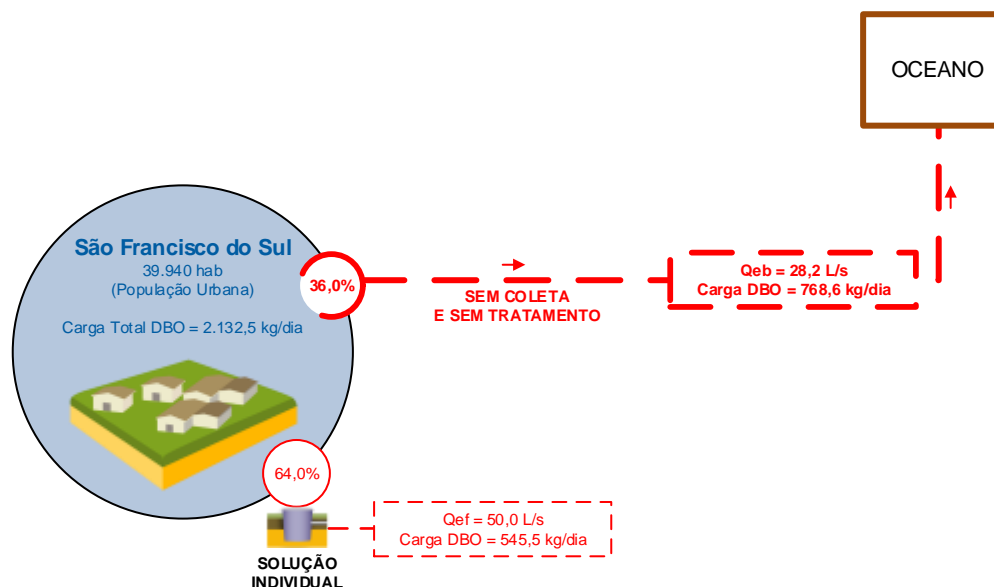 OCEANO
São Francisco do Sul
39.940 hab
(População Urbana)
Carga Total DBO = 2.132,5 kg/dia
36,0%
SEM COLETA
E SEM TRATAMENTO
Qeb = 28,2 L/s
Carga DBO = 768,6 kg/dia
64,0%
SOLUÇÃO
INDIVIDUAL
Qef = 50,0 L/s
Carga DBO = 545,5 kg/dia